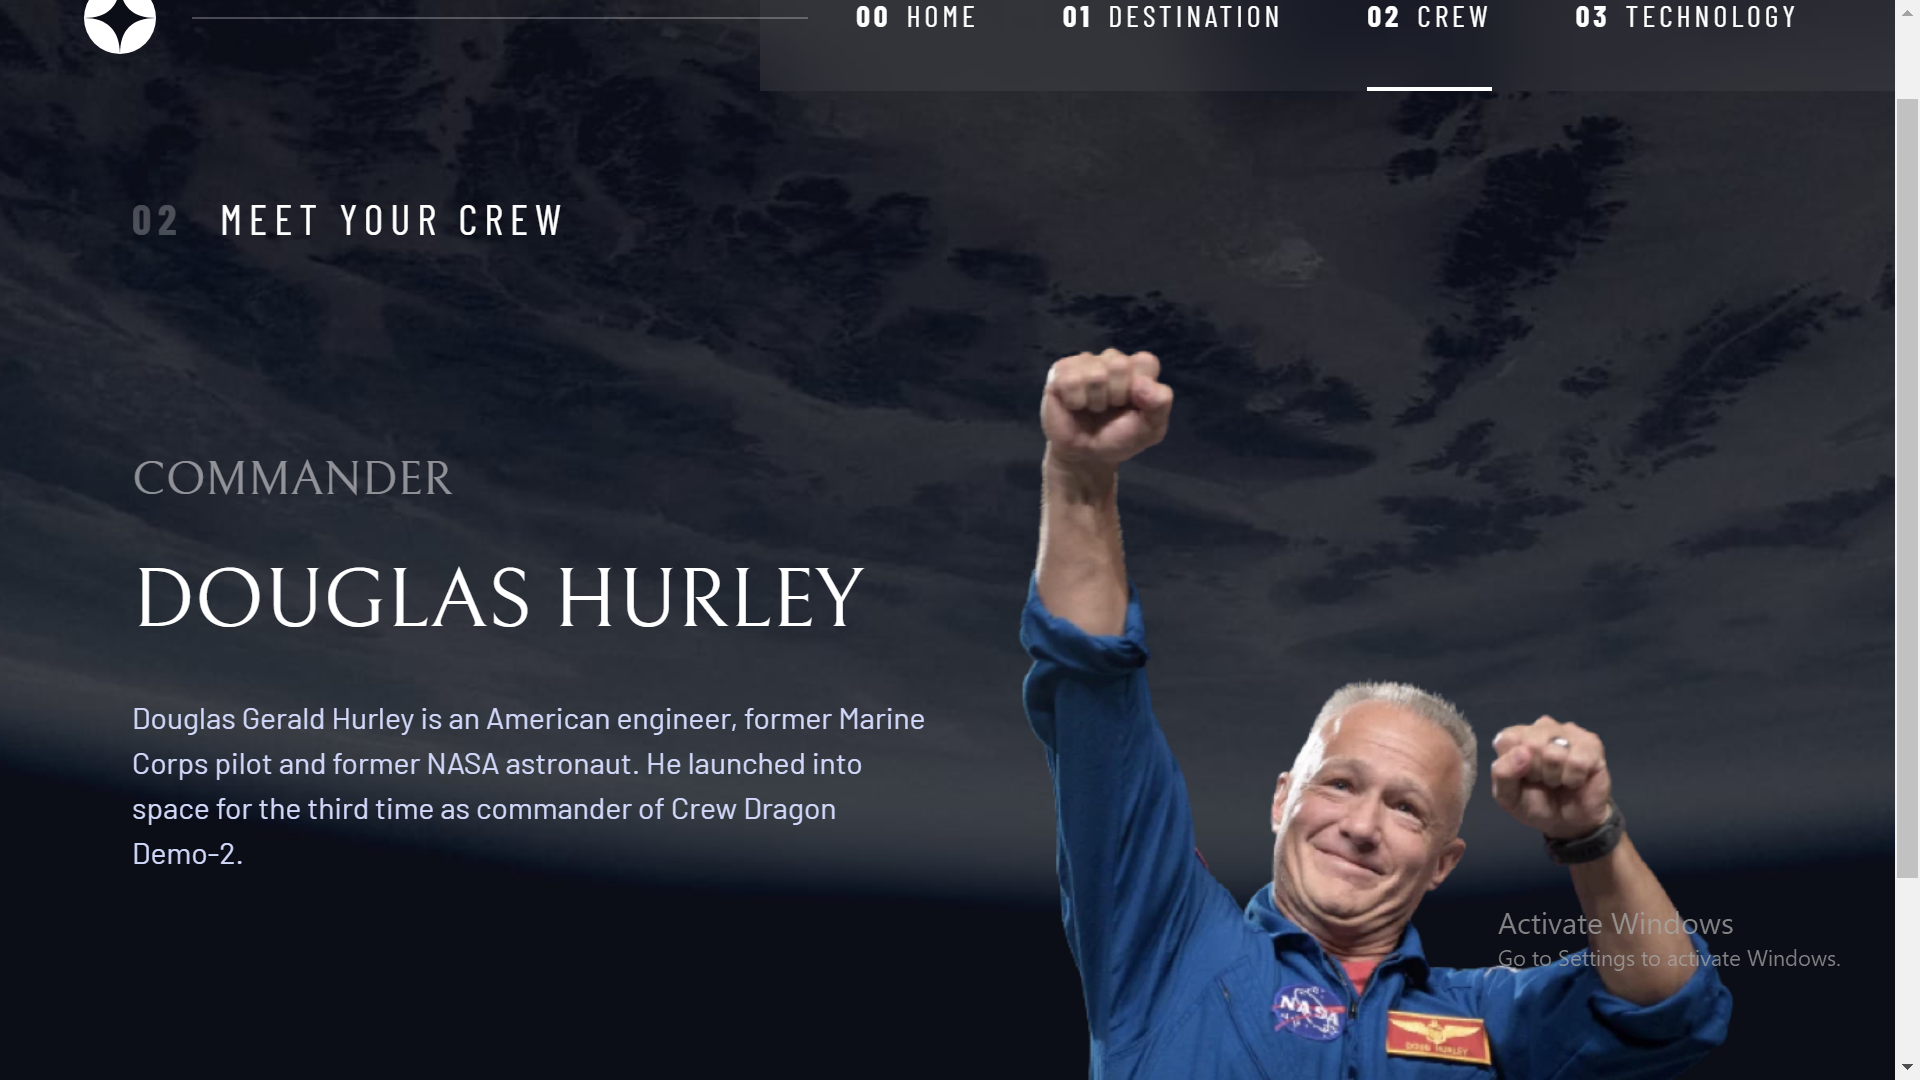 00 HOME
01 DESTINATION
02 CREW
03 TECHNOLOGY
02 MEET YOUR CREW
COMMANDER
DOUGLAS HURLEY
Douglas Gerald Hurley is an American engineer, former Marine
Corps pilot and former NASA astronaut. He launched into
space for the third time as commander of Crew Dragon
Demo-2.
Activate Windows
Go to Settings to activate Windows.
NASA
DOUG HURLEY